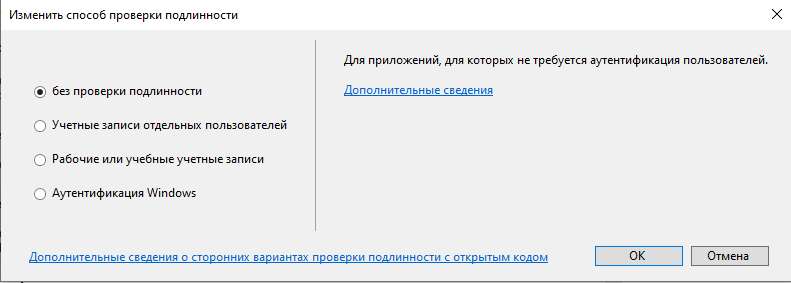 Изменить способ проверки подлинности
без проверки подлинности
Учетные записи отдельных пользователей
Рабочие или учебные учетные записи
Аутентификация Windows
Для приложений, для которых не требуется аутентификация пользователей.
Дополнительные сведения
Дополнительные сведения о сторонних вариантах проверки подлинности с открытым кодом
ОК
Отмена